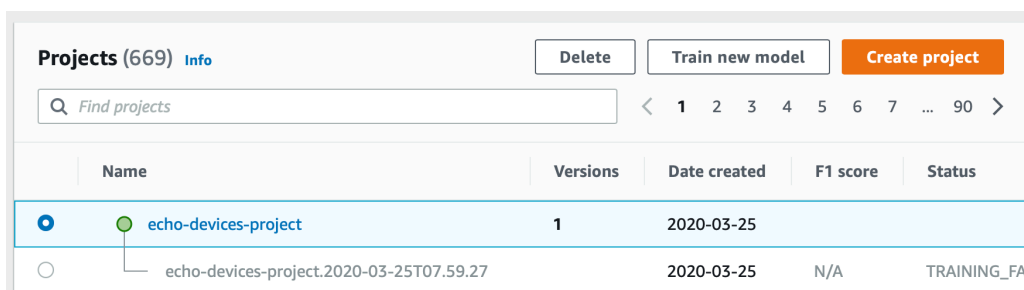 Projects (669) Info Delete Train new model Create project
Find projects 1 2 3 4 5 6 7 ... 90
Name Versions Date created F1 score Status
echo-devices-project 1 2020-03-25
echo-devices-project.2020-03-25T07.59.27 2020-03-25 N/A TRAINING_FA